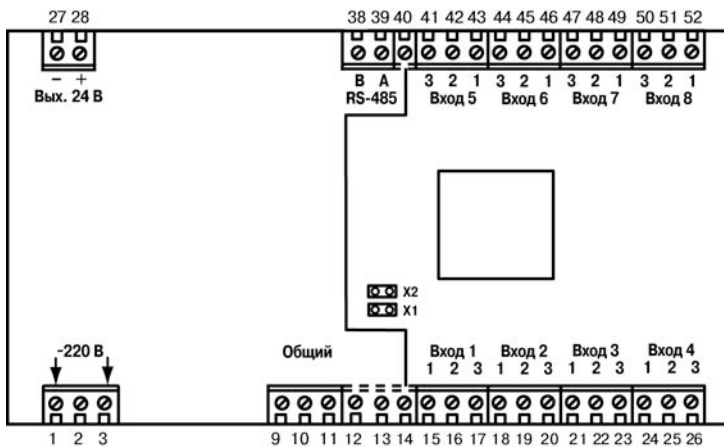 27 28 38 39 40 41 42 43 44 45 46 47 48 49 50 51 52
– + B A 3 2 1 3 2 1 3 2 1 3 2 1
Вых. 24 В RS-485 Вход 5 Вход 6 Вход 7 Вход 8
X2
X1
~220 В Общий Вход 1 Вход 2 Вход 3 Вход 4
1 2 3 1 2 3 1 2 3 1 2 3
1 2 3 9 10 11 12 13 14 15 16 17 18 19 20 21 22 23 24 25 26